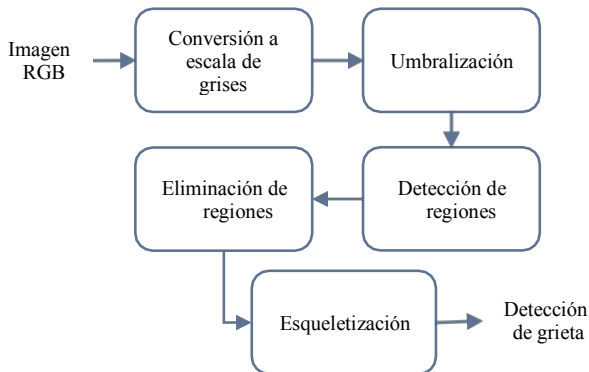 Imagen
RGB
Conversión a
escala de
grises
Umbralización
Detección de
regiones
Eliminación de
regiones
Esqueletización
Detección
de grieta